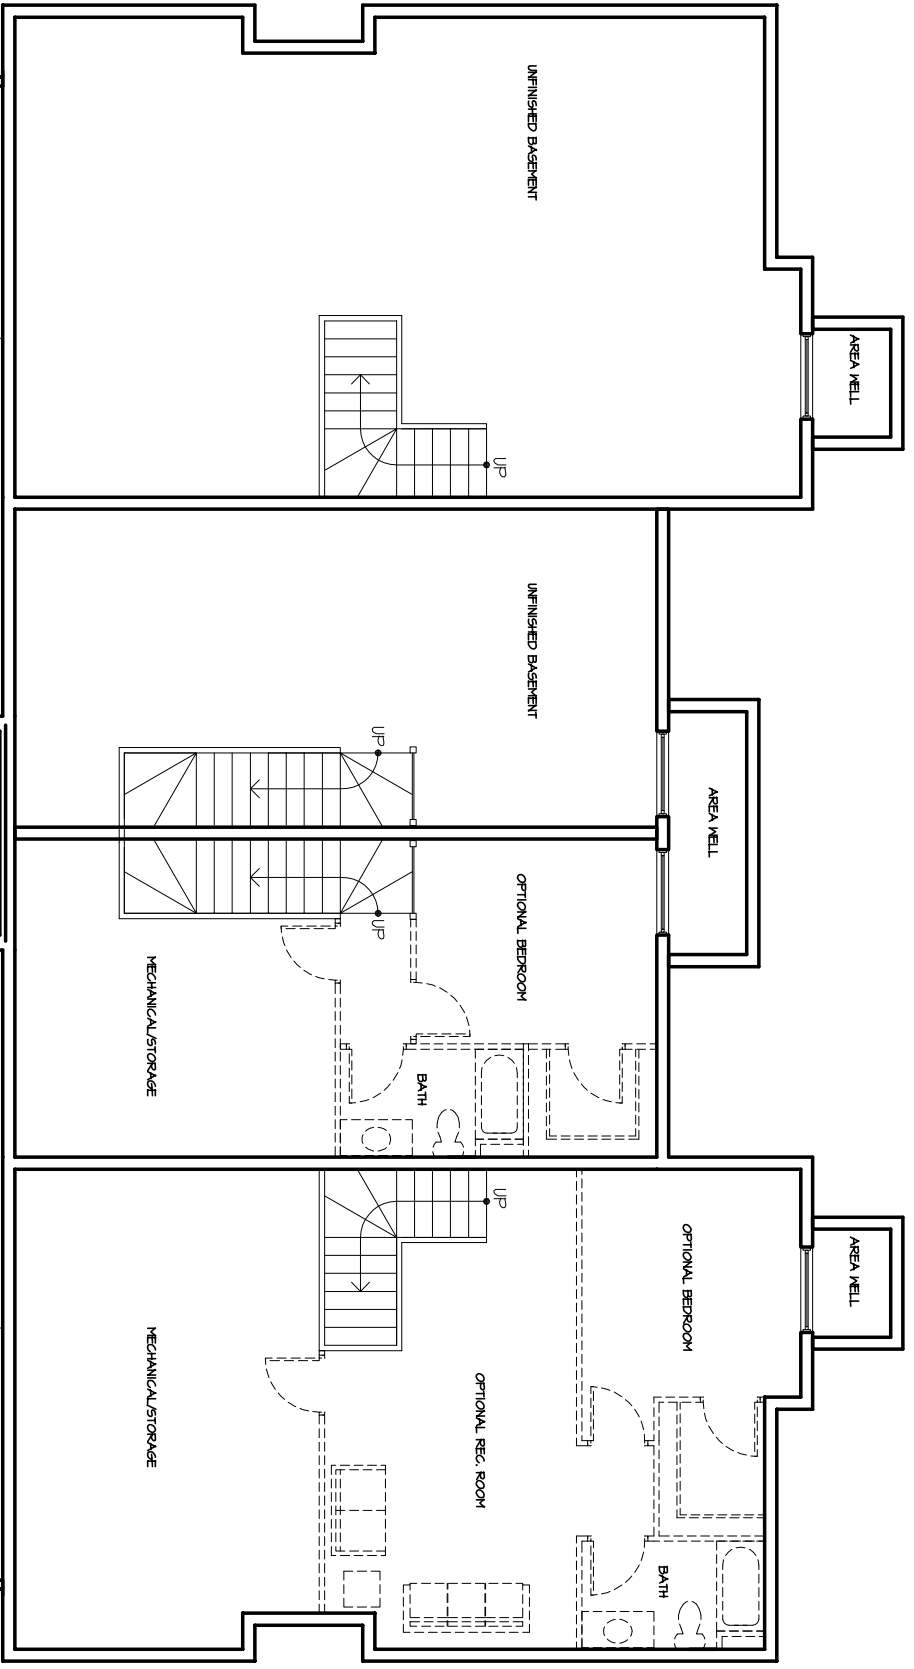 UNFINISHED BASEMENT
AREA WELL
UP
UNFINISHED BASEMENT
AREA WELL
UP
UP
OPTIONAL BEDROOM
MECHANICAL/STORAGE
BATH
UP
OPTIONAL BEDROOM
AREA WELL
MECHANICAL/STORAGE
OPTIONAL REC. ROOM
BATH